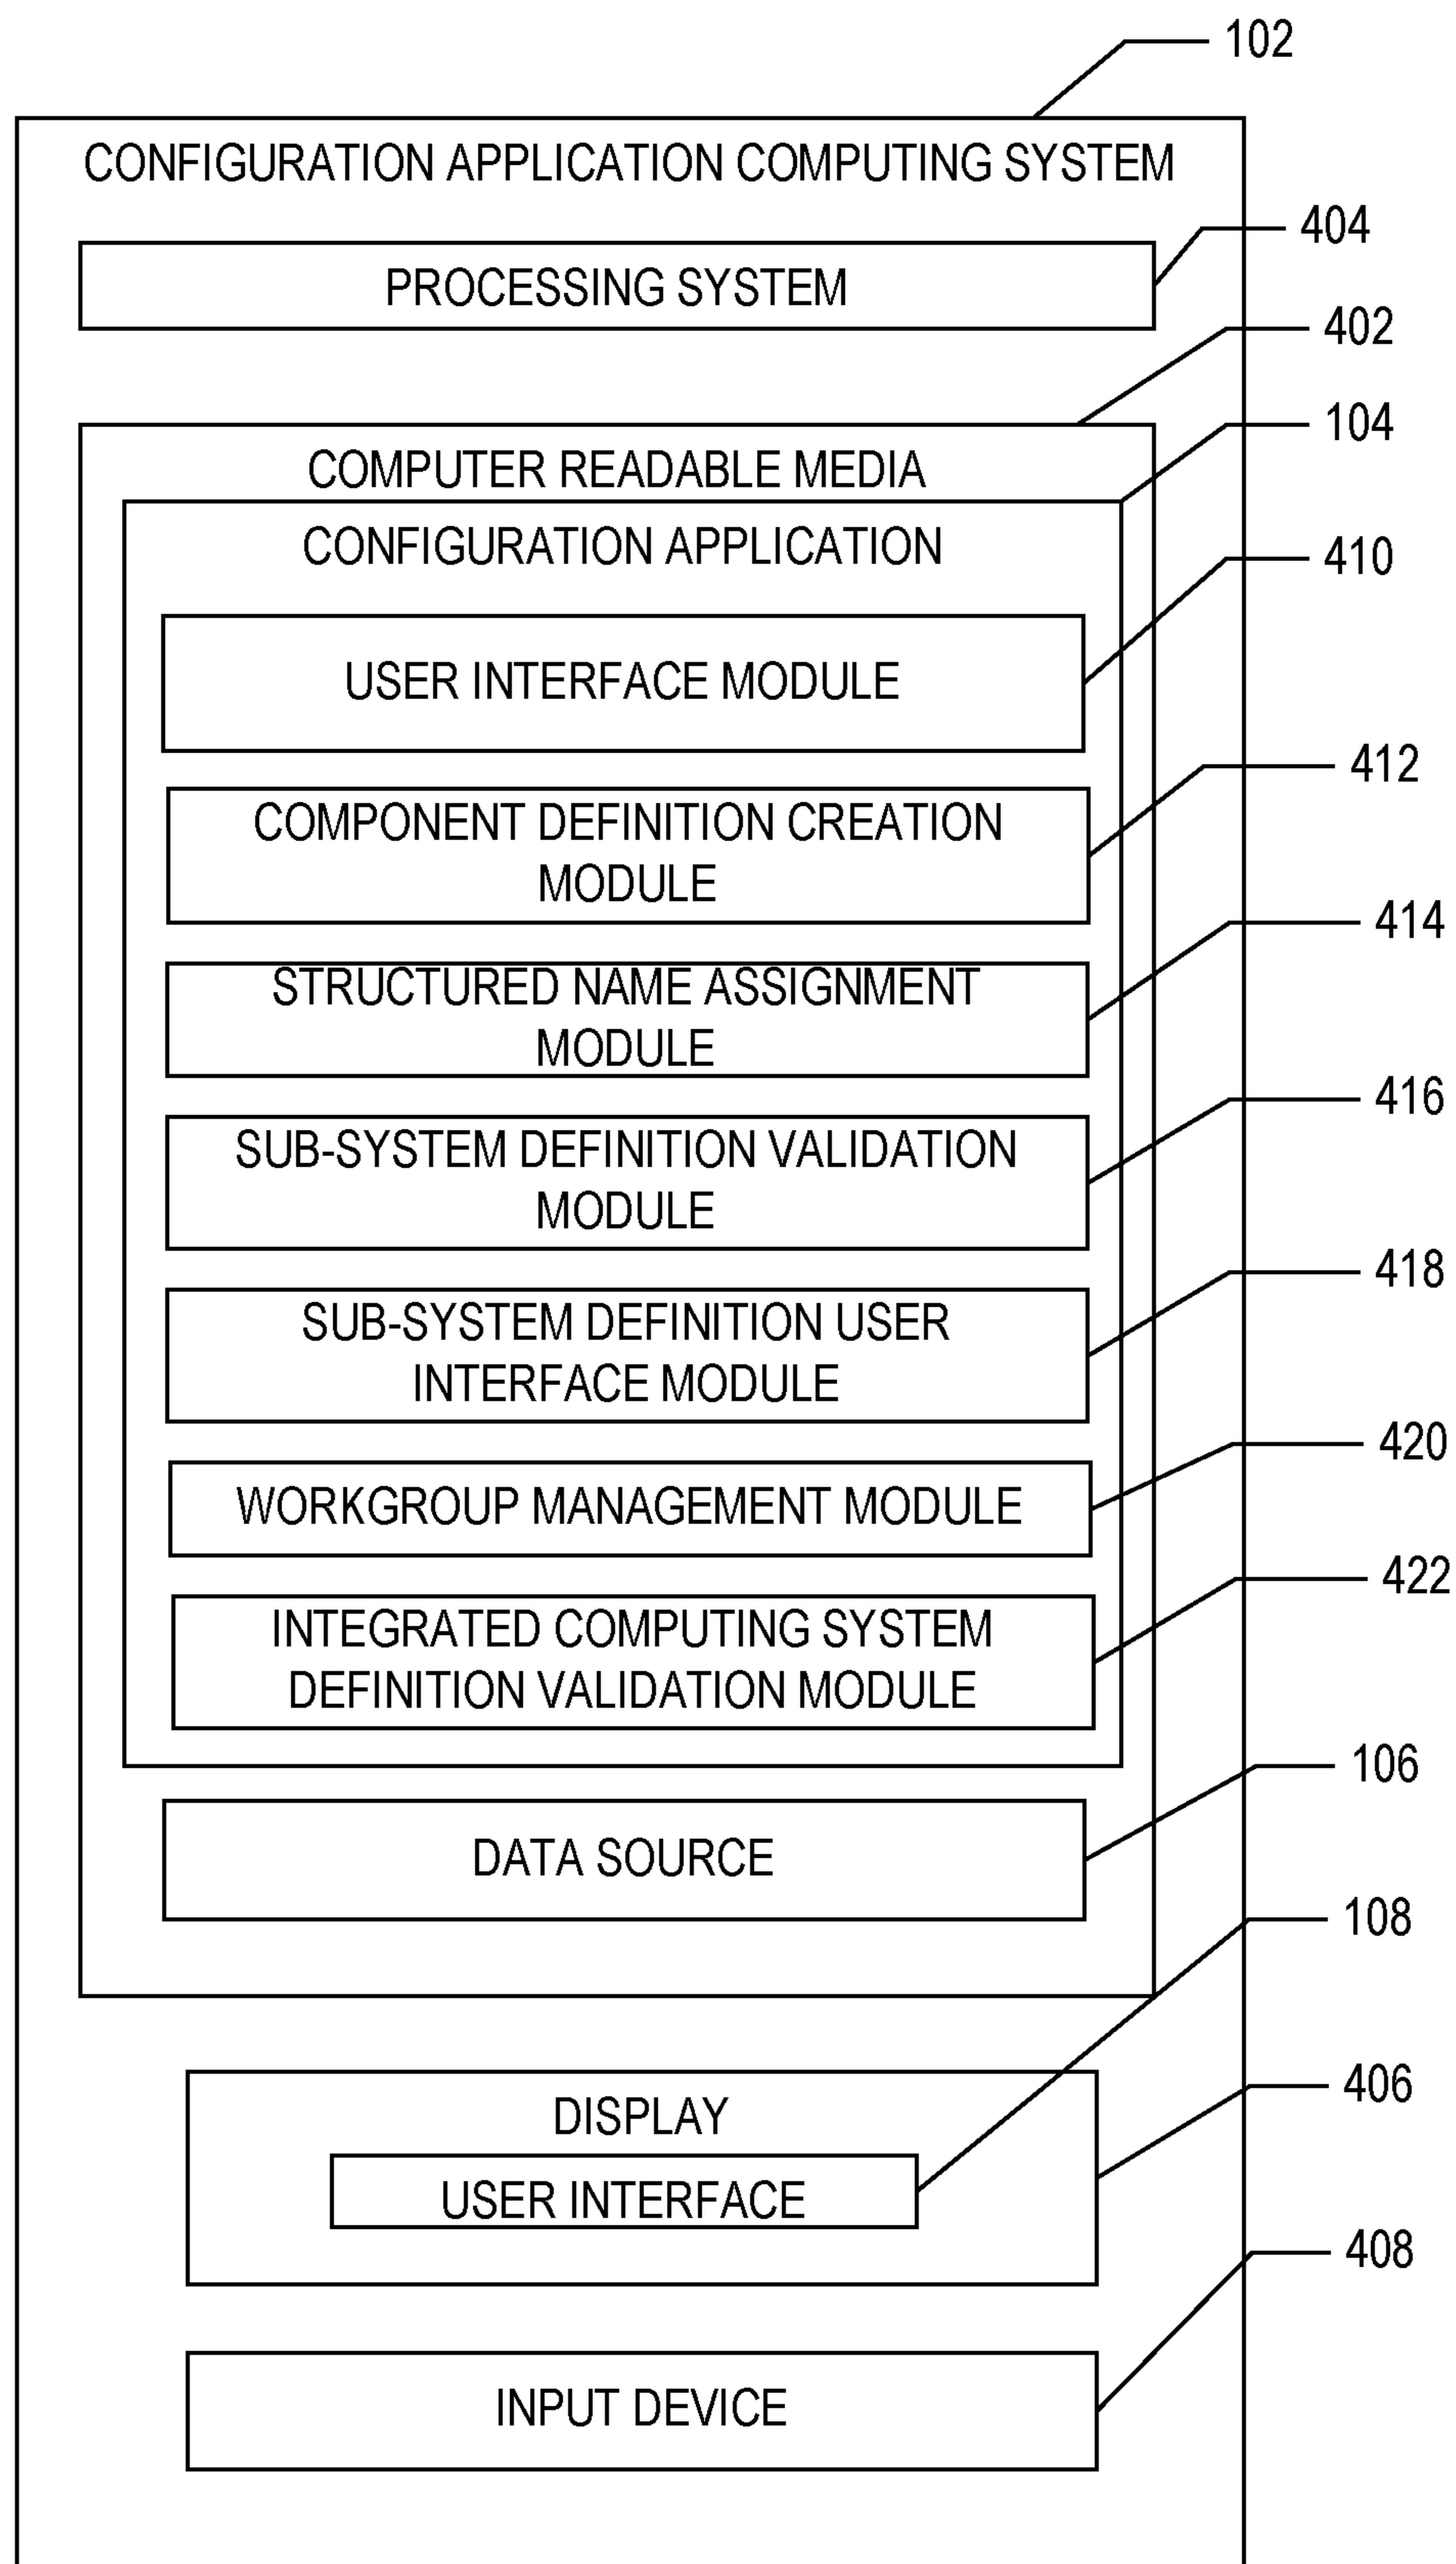 102
CONFIGURATION APPLICATION COMPUTING SYSTEM
404
PROCESSING SYSTEM
402
104
COMPUTER READABLE MEDIA
CONFIGURATION APPLICATION
410
USER INTERFACE MODULE
412
COMPONENT DEFINITION CREATION
MODULE
414
STRUCTURED NAME ASSIGNMENT
MODULE
416
SUB-SYSTEM DEFINITION VALIDATION
MODULE
418
SUB-SYSTEM DEFINITION USER
INTERFACE MODULE
420
WORKGROUP MANAGEMENT MODULE
422
INTEGRATED COMPUTING SYSTEM
DEFINITION VALIDATION MODULE
106
DATA SOURCE
108
406
DISPLAY
USER INTERFACE
408
INPUT DEVICE